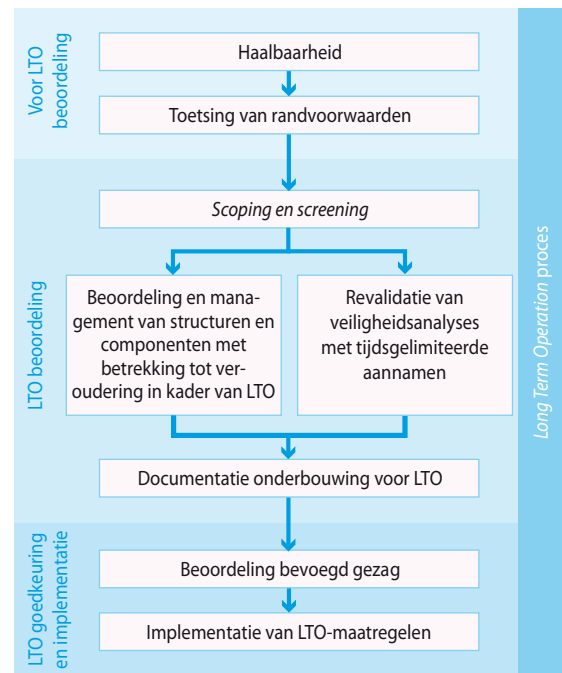 Voor LTO
beoordeling
Haalbaarheid
Toetsing van randvoorwaarden
LTO beoordeling
Scoping en screening
Beoordeling en mana-
gement van structuren en
componenten met
betrekking tot ver-
oudering in kader van LTO
Revalidatie van
veiligheidsanalyses
met tijdsgelimiteerde
aannamen
Documentatie onderbouwing voor LTO
LTO goedkeuring
en implementatie
Beoordeling bevoegd gezag
Implementatie van LTO-maatregelen
Long Term Operation proces